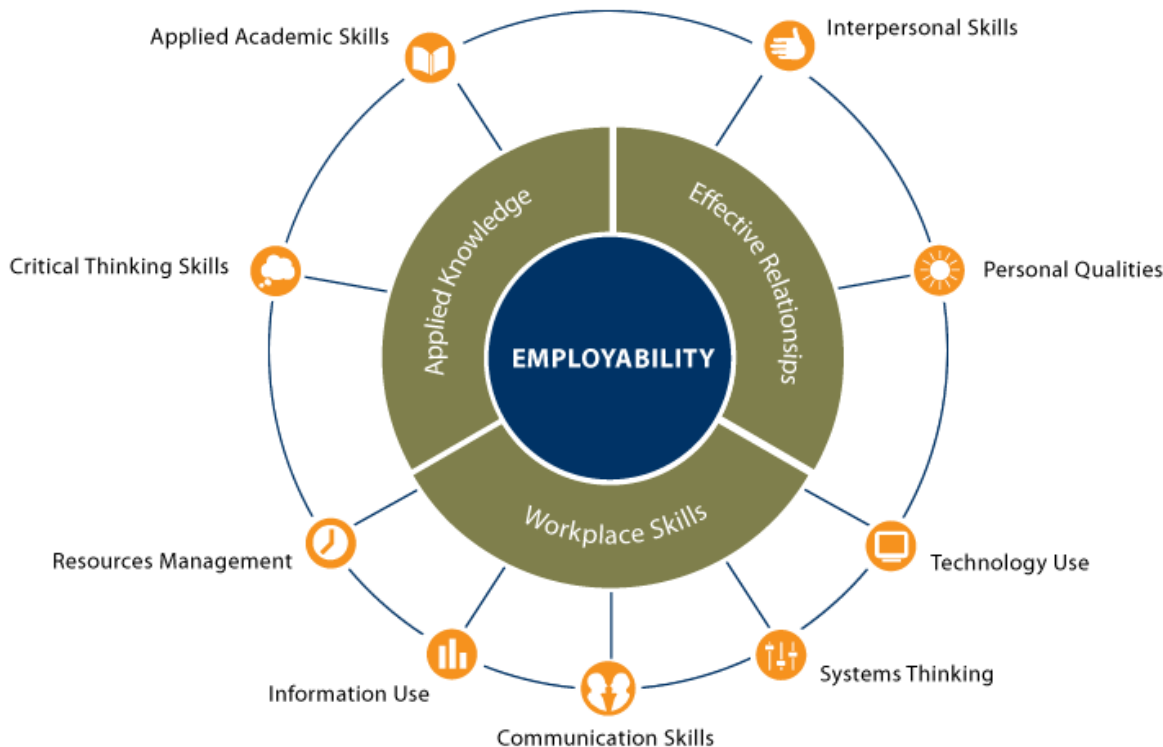 Applied Academic Skills
Interpersonal Skills
Applied Knowledge
Effective Relationsips
Critical Thinking Skills
Personal Qualities
EMPLOYABILITY
Workplace Skills
Resources Management
Technology Use
Information Use
Systems Thinking
Communication Skills